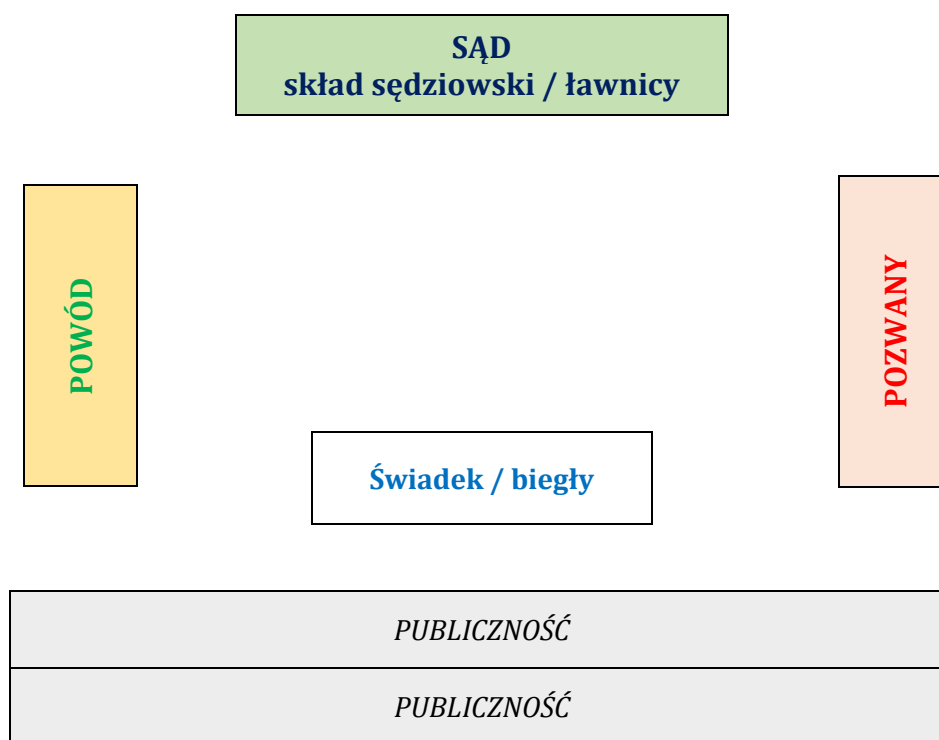 SĄD
skład sędziowski / ławnicy
POWÓD
POZWANY
Świadek / biegły
PUBLICZNOŚĆ
PUBLICZNOŚĆ